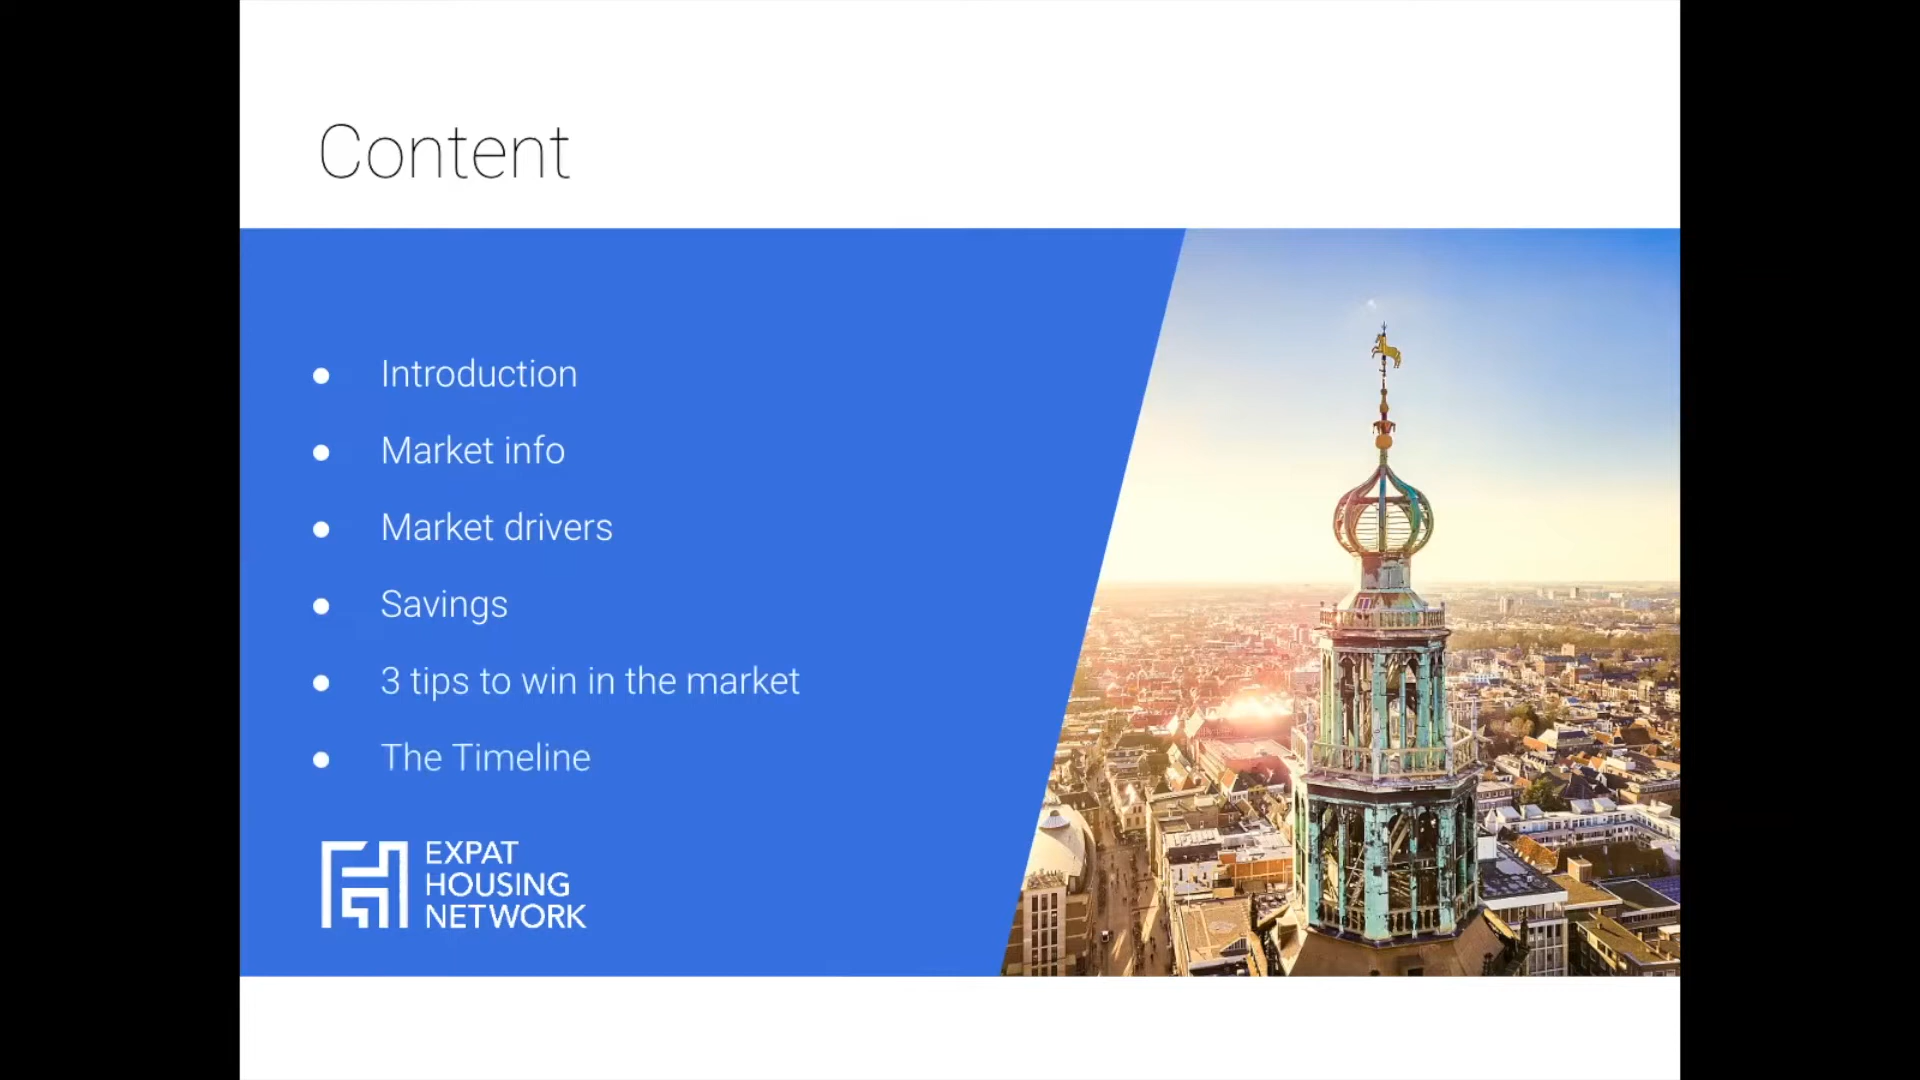 Content
Introduction
Market info
Market drivers
Savings
3 tips to win in the market
The Timeline
EXPAT
HOUSING
NETWORK